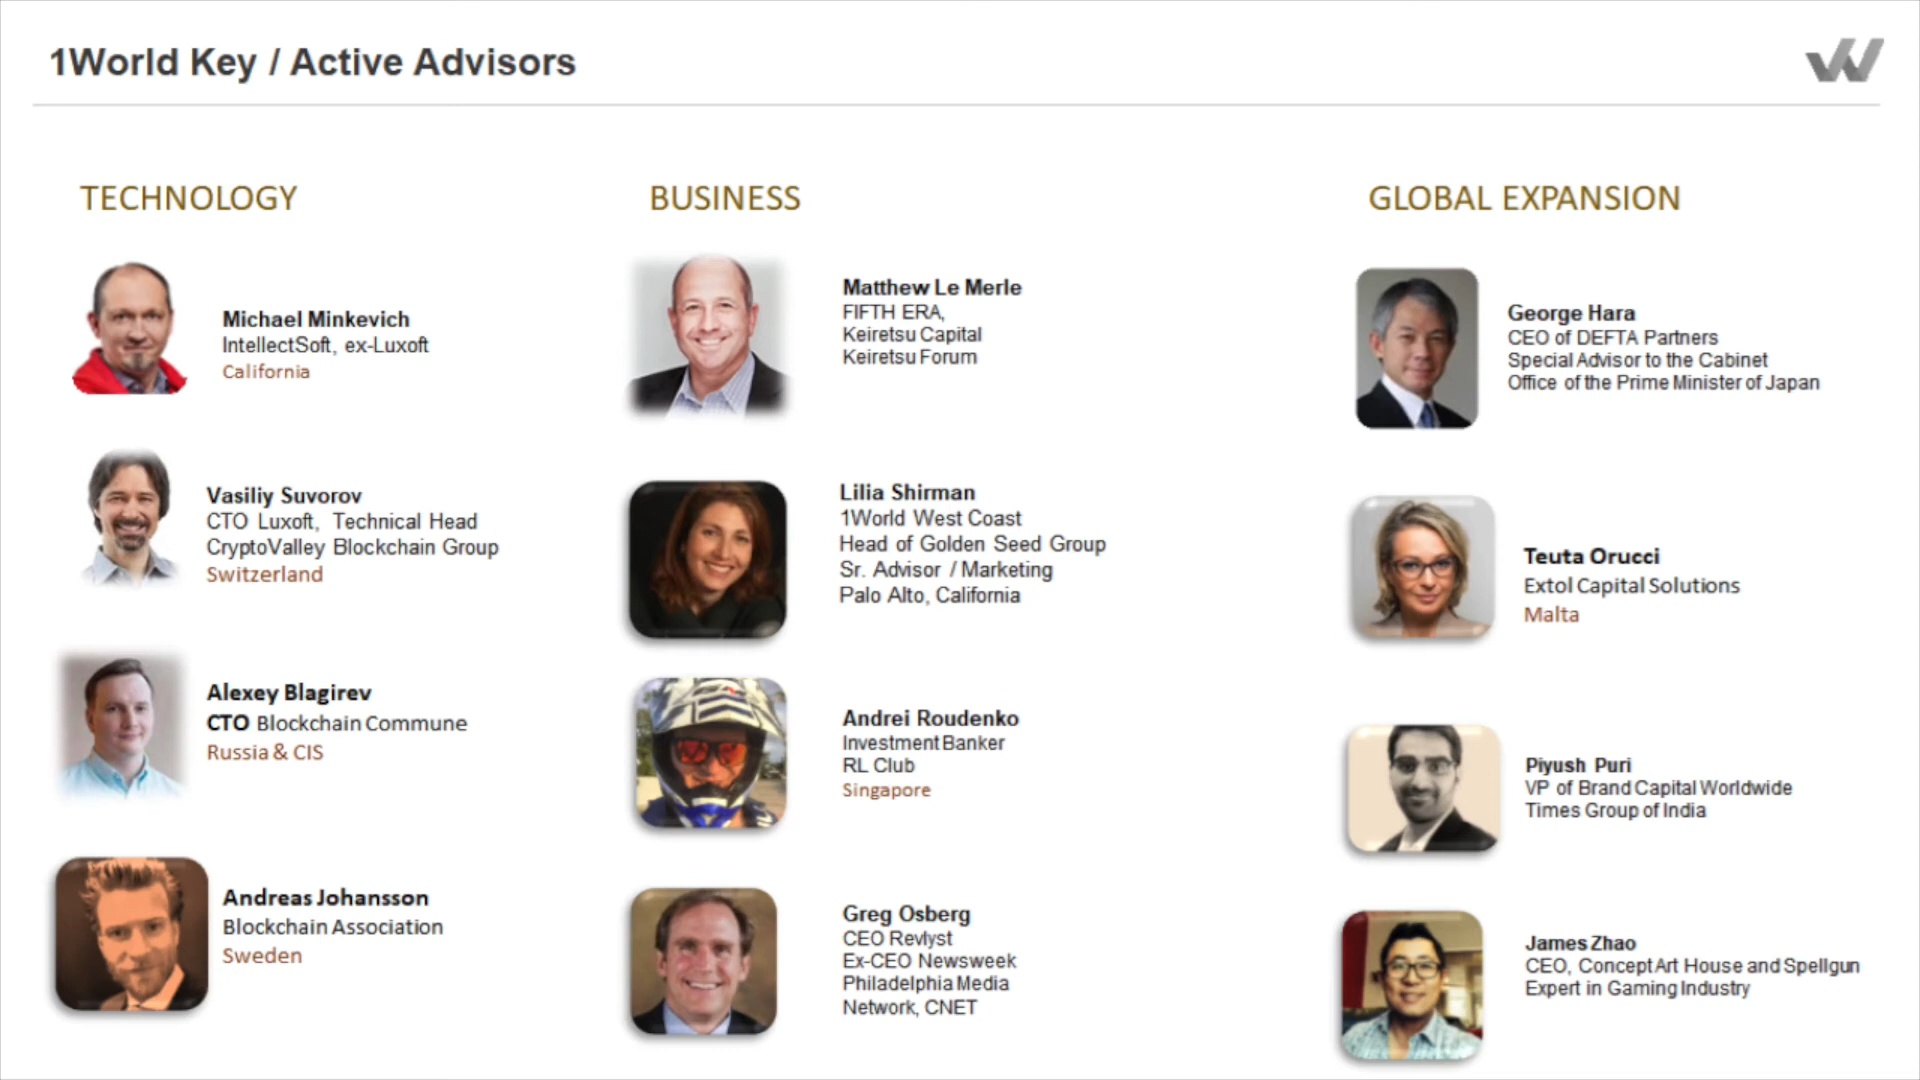 1World Key / Active Advisors
TECHNOLOGY
Michael Minkevich
IntellectSoft, ex-Luxoft
California
Vasiliy Suvorov
CTO Luxoft, Technical Head
CryptoValley Blockchain Group
Switzerland
Alexey Blagirev
CTO Blockchain Commune
Russia & CIS
Andreas Johansson
Blockchain Association
Sweden
BUSINESS
Matthew Le Merle
FIFTH ERA,
Keiretsu Capital
Keiretsu Forum
Lilia Shirman
1World West Coast
Head of Golden Seed Group
Sr. Advisor / Marketing
Palo Alto, California
Andrei Roudenko
Investment Banker
RL Club
Singapore
Greg Osberg
CEO Revlyst
Ex-CEO Newsweek
Philadelphia Media
Network, CNET
GLOBAL EXPANSION
George Hara
CEO of DEFTA Partners
Special Advisor to the Cabinet
Office of the Prime Minister of Japan
Teuta Orucci
Extol Capital Solutions
Malta
Piyush Puri
VP of Brand Capital Worldwide
Times Group of India
James Zhao
CEO, ConceptArt House and Spellgun
Expert in Gaming Industry